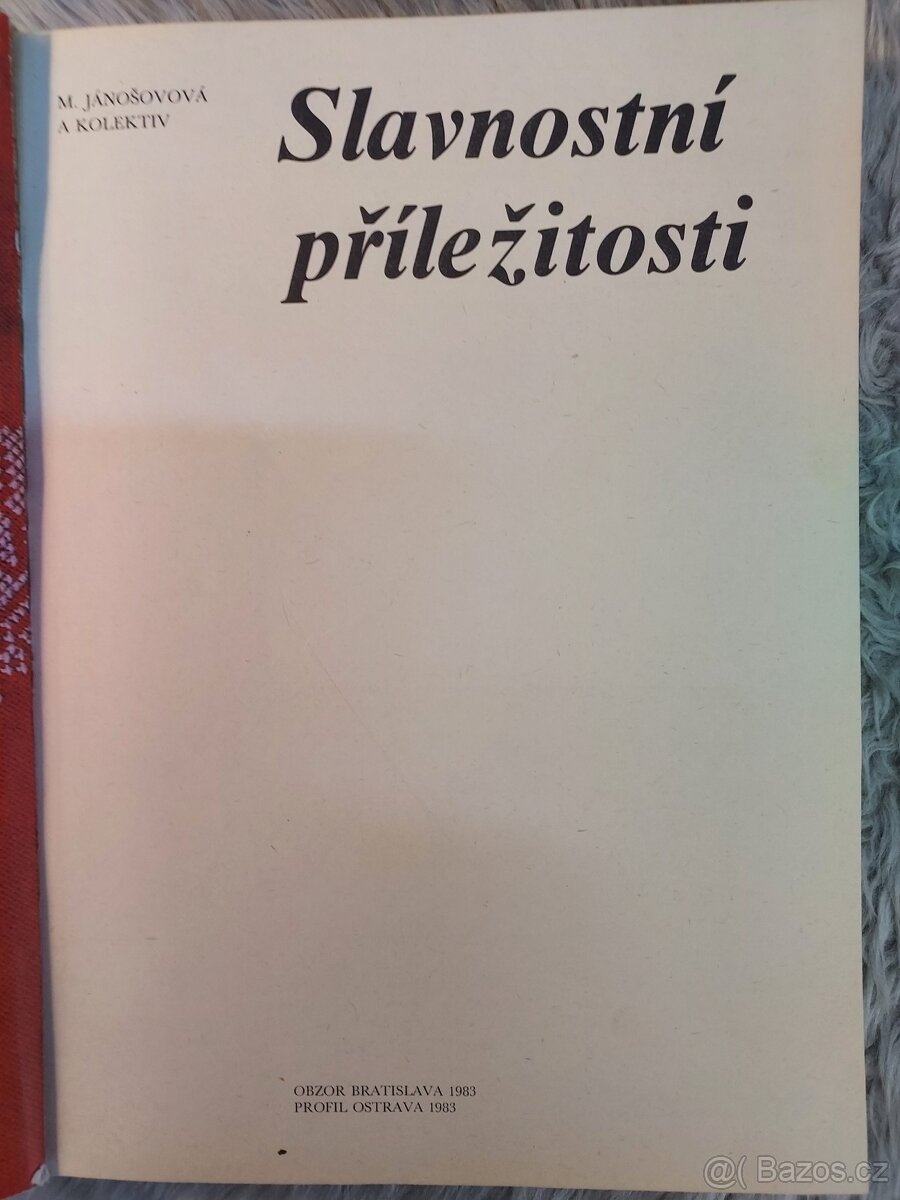 M. JÁNOŠOVOVÁ
A KOLEKTIV
Slavnostní
příležitosti
OBZOR BRATISLAVA 1983
PROFIL OSTRAVA 1983
@( Bazos.cz